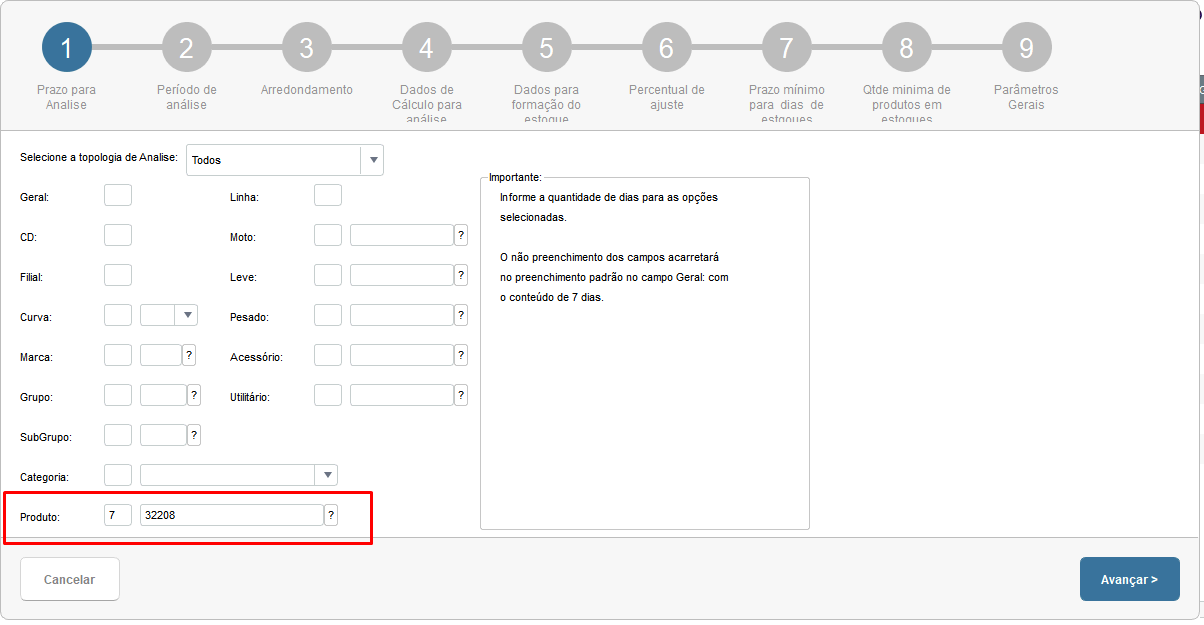 1 2 3 4 5 6 7 8 9
Prazo para
Analise
Período de
análise
Arredondamento
Dados de
Cálculo para
análise
Dados para
formação do
estoque
Percentual de
ajuste
Prazo mínimo
para dias de
estoques
Qtde minima de
produtos em
estoques
Parâmetros
Gerais
Selecione a topologia de Analise: Todos
Geral: Linha:
CD: Moto: ?
Filial: Leve: ?
Curva: Pesado: ?
Marca: ? Acessório: ?
Grupo: ? Utilitário: ?
SubGrupo: ?
Categoria:
Produto: 7 32208 ?
Importante:
Informe a quantidade de dias para as opções
selecionadas.
O não preenchimento dos campos acarretará
no preenchimento padrão no campo Geral: com
o conteúdo de 7 dias.
Cancelar
Avançar >